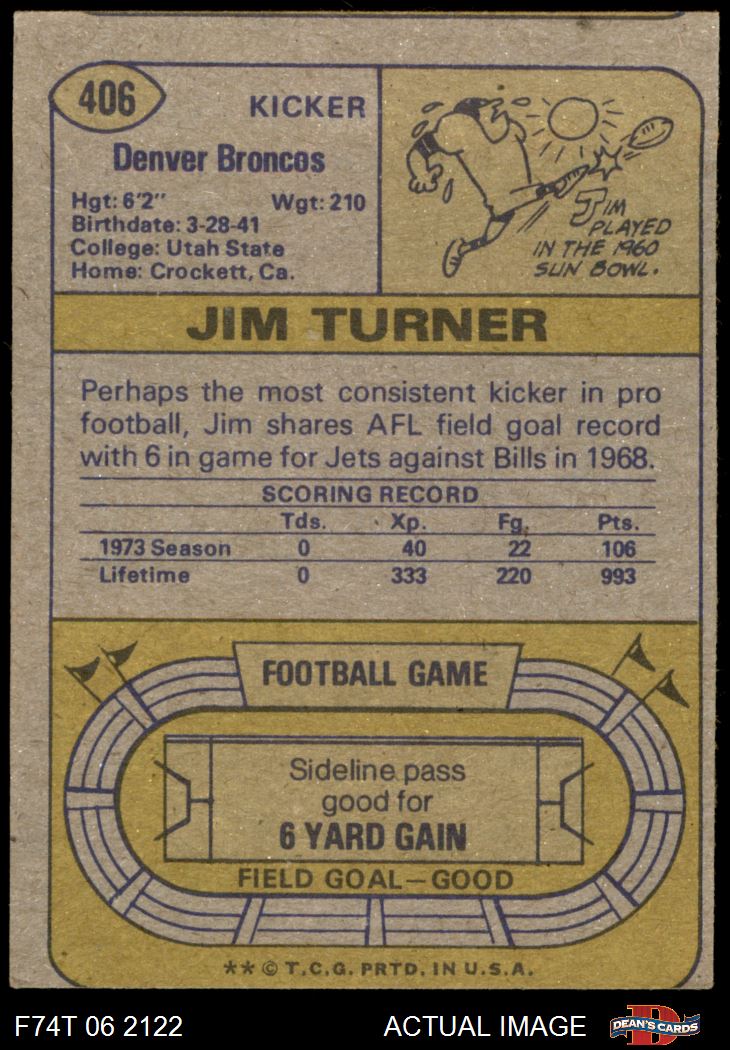 406
KICKER
Denver Broncos
Hgt: 6'2" Wgt: 210
Birthdate: 3-28-41
College: Utah State
Home: Crockett, Ca.
JIM
PLAYED
IN THE 1960
SUN BOWL.
JIM TURNER
Perhaps the most consistent kicker in pro
football, Jim shares AFL field goal record
with 6 in game for Jets against Bills in 1968.
SCORING RECORD
Tds. Xp. Fg. Pts.
1973 Season 0 40 22 106
Lifetime 0 333 220 993
FOOTBALL GAME
Sideline pass
good for
6 YARD GAIN
FIELD GOAL—GOOD
** © T.C.G. PRTD. IN U.S.A.
F74T 06 2122 ACTUAL IMAGE
D
DEAN'S CARDS